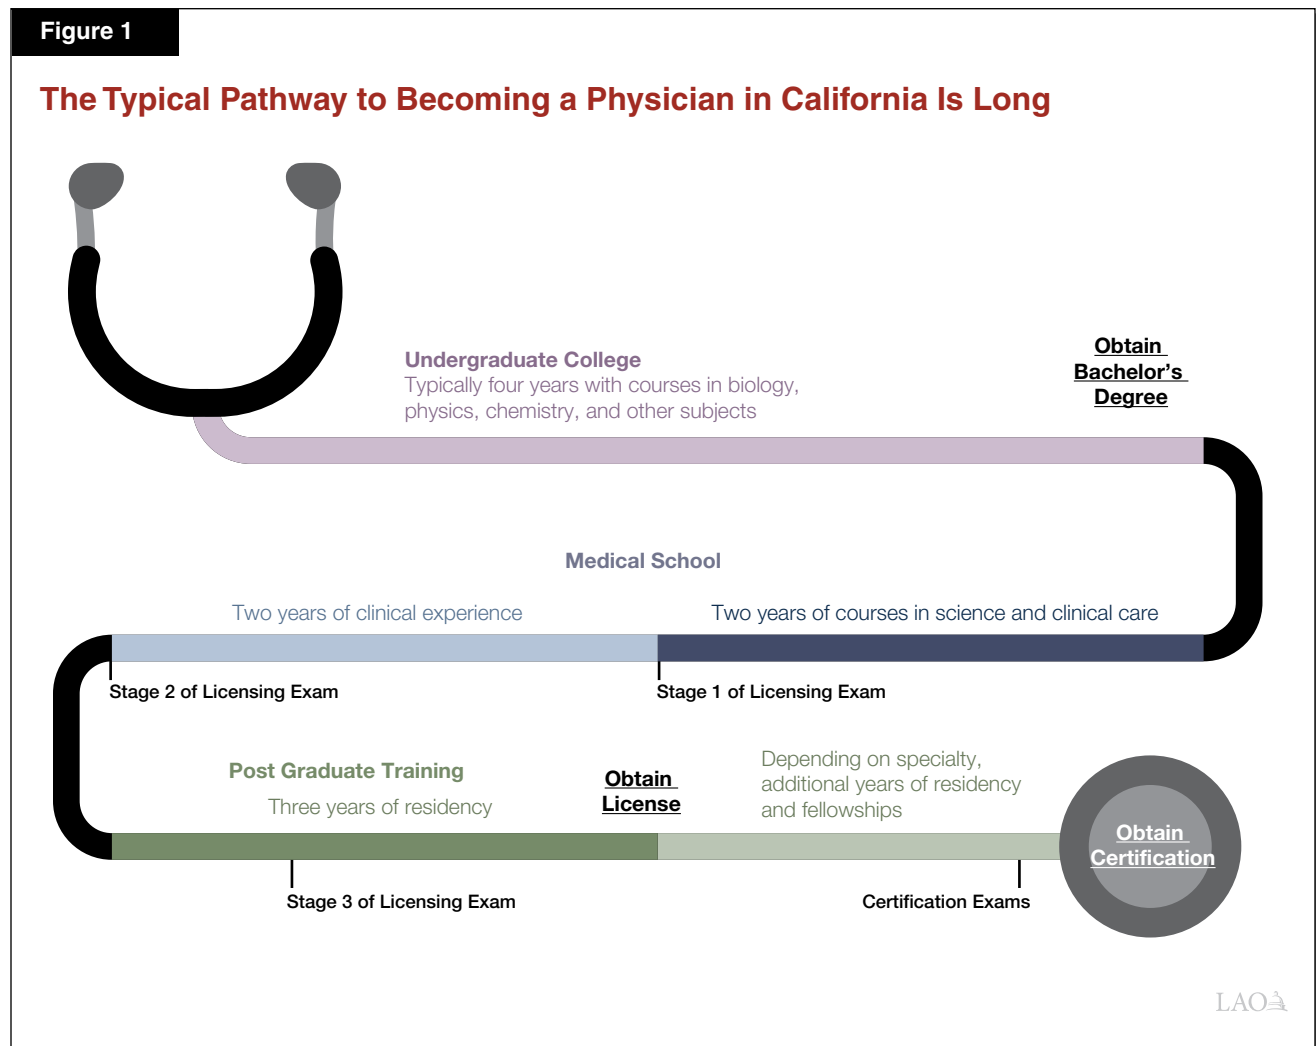 Figure 1
The Typical Pathway to Becoming a Physician in California Is Long
Undergraduate College
Typically four years with courses in biology,
physics, chemistry, and other subjects
Obtain
Bachelor’s
Degree
Medical School
Two years of clinical experience
Two years of courses in science and clinical care
Stage 2 of Licensing Exam
Stage 1 of Licensing Exam
Post Graduate Training
Three years of residency
Obtain
License
Depending on specialty,
additional years of residency
and fellowships
Obtain
Certification
Stage 3 of Licensing Exam
Certification Exams
LAO